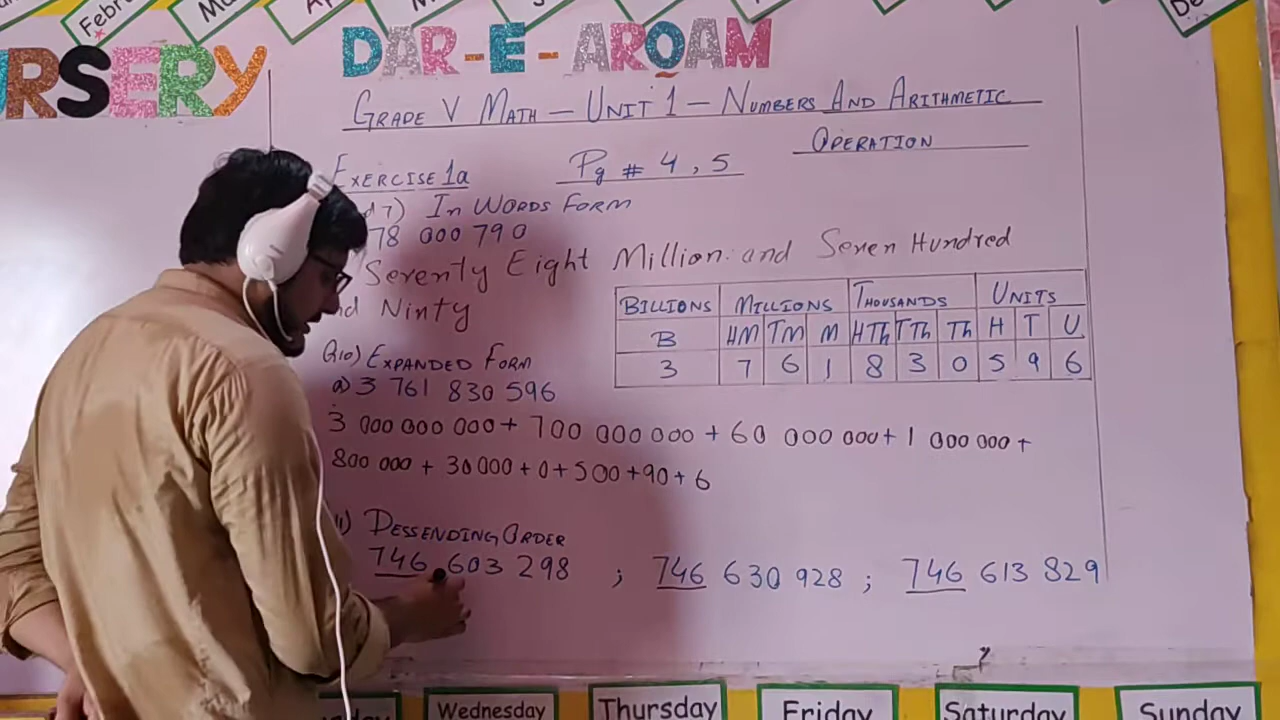 RSERY
DAR-E-ARQAM
GRADE V MATH — UNIT 1 — NUMBERS AND ARITHMETIC
OPERATION
EXERCISE 1a
Pg # 4, 5
7) IN WORDS FORM
78 000 790
Seventy Eight Million and Seven Hundred
Ninty
BILLIONS MILLIONS THOUSANDS UNITS
B HM TM M HTh TTh Th H T U
3 7 6 1 8 3 0 5 9 6
Q10) EXPANDED FORM
a) 3 761 830 596
3 000 000 000 + 700 000 000 + 60 000 000 + 1 000 000 +
800 000 + 30 000 + 0 + 500 + 90 + 6
DESSENDING ORDER
746 603 298 ; 746 630 928 ; 746 613 829
Wednesday
Thursday
Friday
Saturday
Sunday